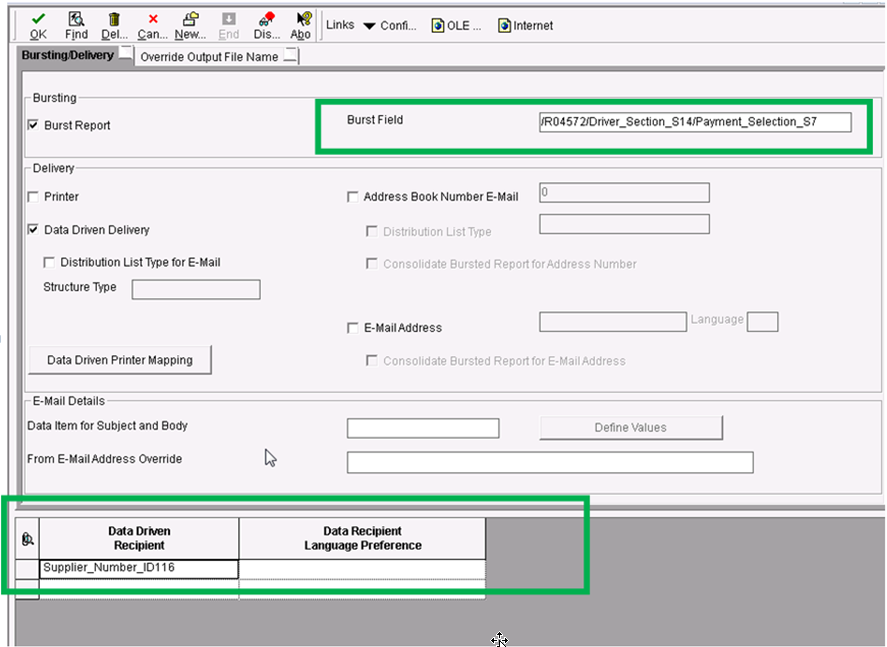 OK Find Del... Can... New... End Dis... Abo Links Confi... OLE ... Internet
Bursting/Delivery Override Output File Name
Bursting
Burst Report Burst Field /R04572/Driver_Section_S14/Payment_Selection_S7
Delivery
Printer Address Book Number E-Mail 0
Data Driven Delivery Distribution List Type
Distribution List Type for E-Mail Consolidate Bursted Report for Address Number
Structure Type
E-Mail Address Language
Data Driven Printer Mapping Consolidate Bursted Report for E-Mail Address
E-Mail Details
Data Item for Subject and Body Define Values
From E-Mail Address Override
Data Driven Data Recipient
Recipient Language Preference
Supplier_Number_ID116